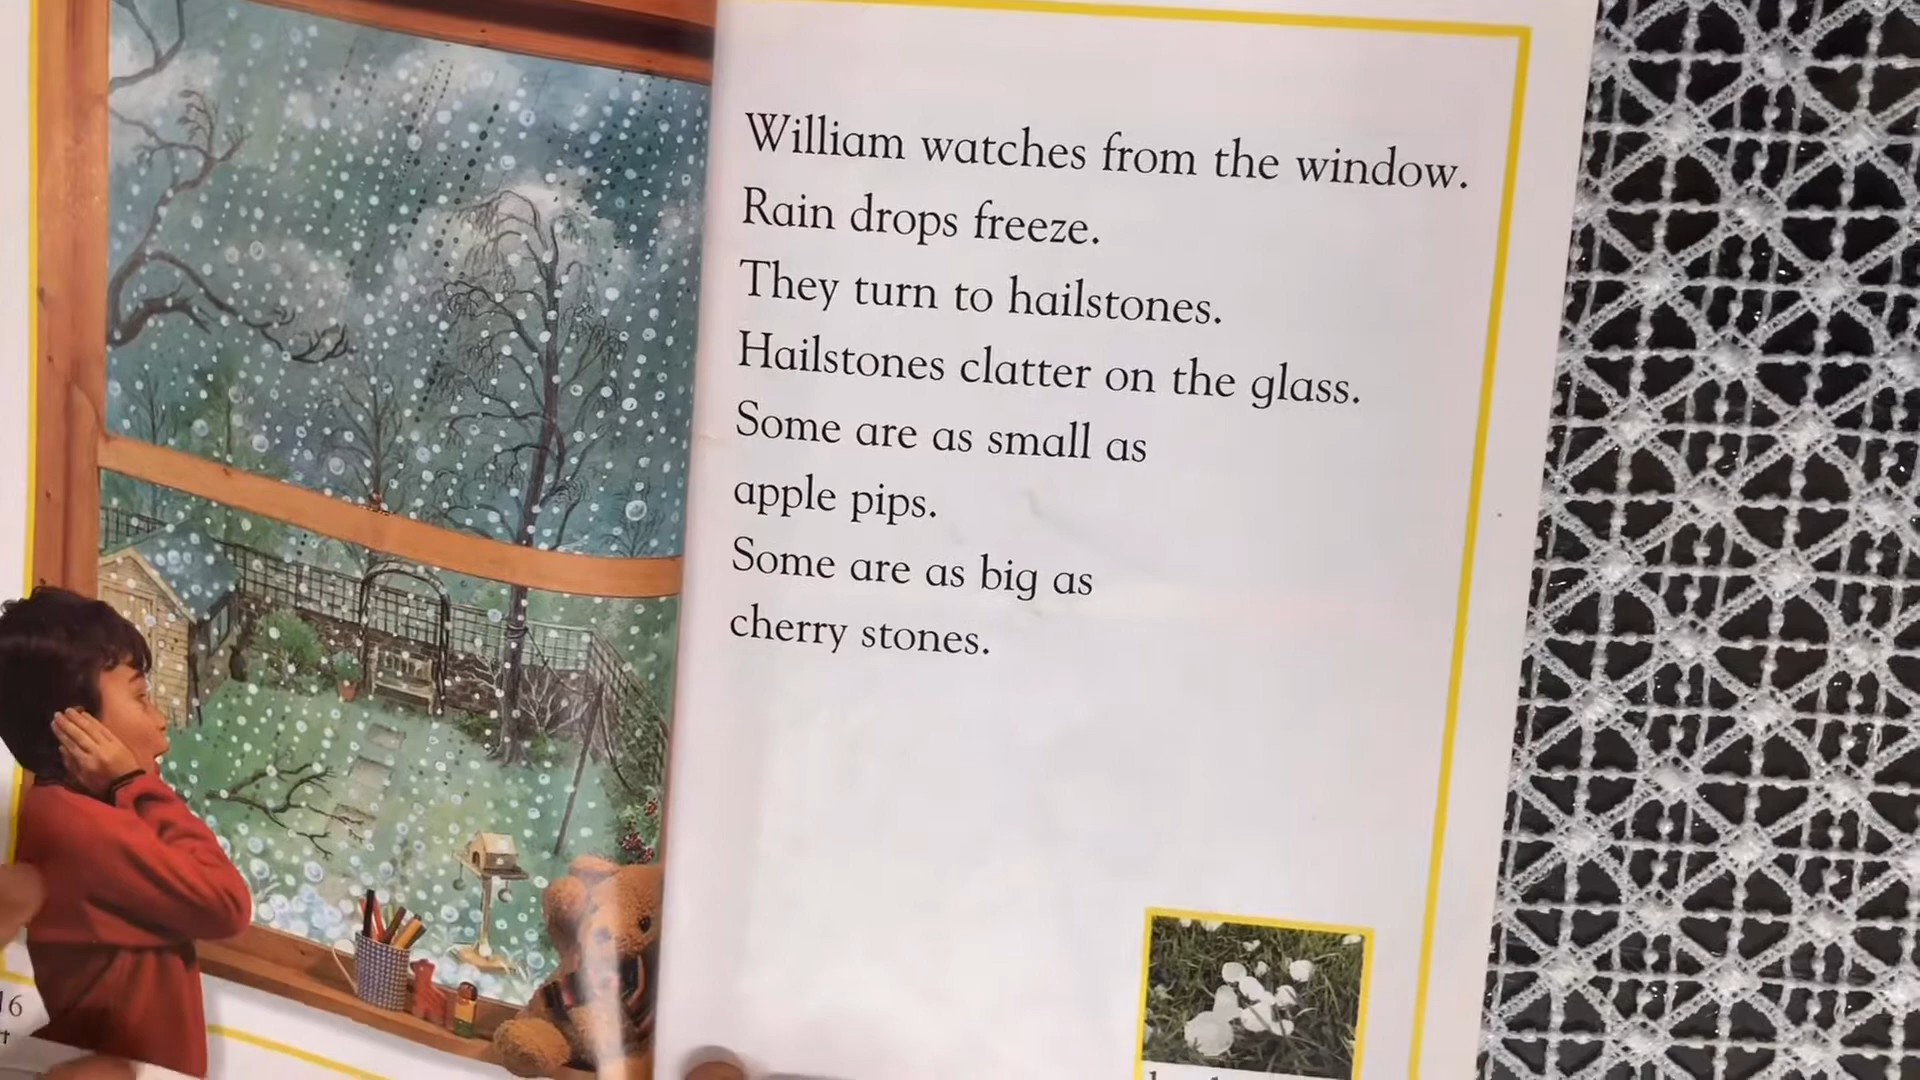 William watches from the window.
Rain drops freeze.
They turn to hailstones.
Hailstones clatter on the glass.
Some are as small as
apple pips.
Some are as big as
cherry stones.
16